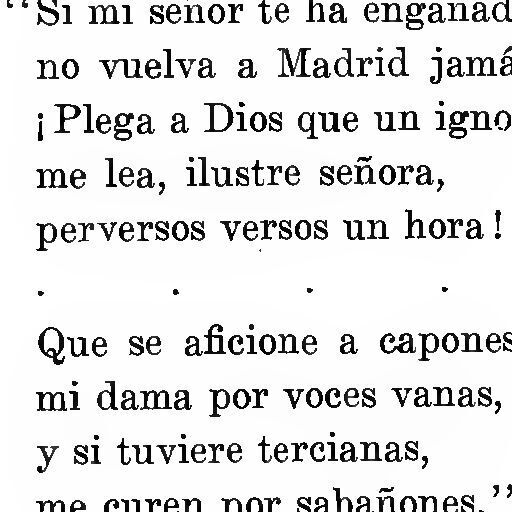 “Si mi señor te ha engañad
no vuelva a Madrid jamá
¡Plega a Dios que un igno
me lea, ilustre señora,
perversos versos un hora!
. . . .
Que se aficione a capones
mi dama por voces vanas,
y si tuviere tercianas,
me curen por sabañones.”